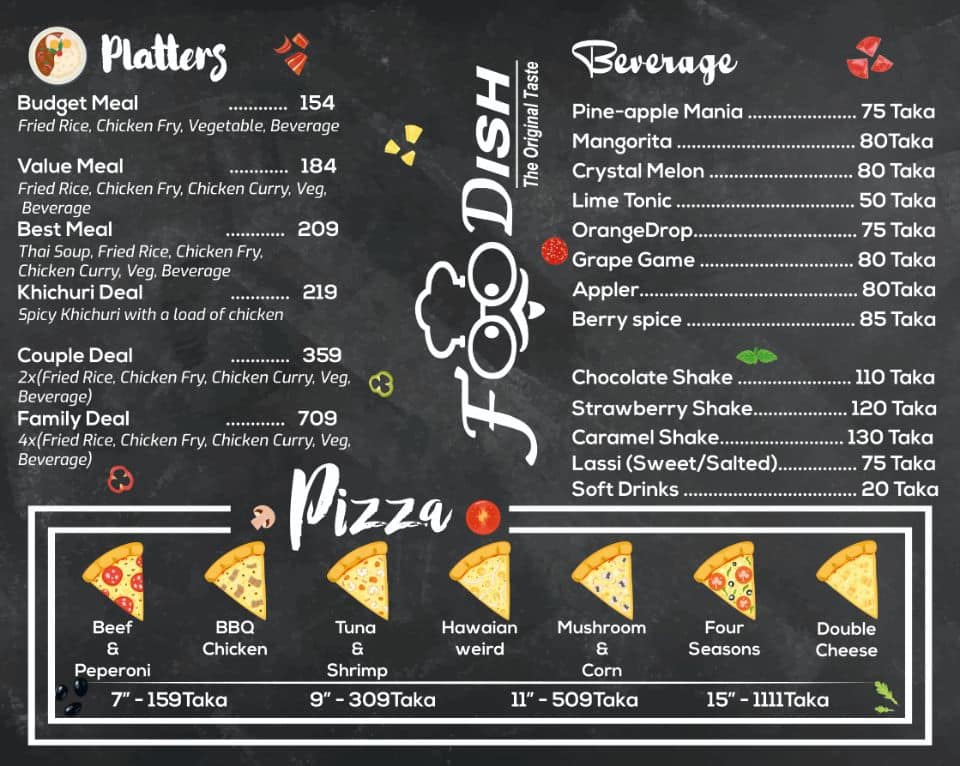 Platters
Budget Meal ............ 154
Fried Rice, Chicken Fry, Vegetable, Beverage
Value Meal ............ 184
Fried Rice, Chicken Fry, Chicken Curry, Veg,
Beverage
Best Meal ............ 209
Thai Soup, Fried Rice, Chicken Fry,
Chicken Curry, Veg, Beverage
Khichuri Deal ............ 219
Spicy Khichuri with a load of chicken
Couple Deal ............ 359
2x(Fried Rice, Chicken Fry, Chicken Curry, Veg,
Beverage)
Family Deal ............ 709
4x(Fried Rice, Chicken Fry, Chicken Curry, Veg,
Beverage)
FooDish
The Original Taste
Beverage
Pine-apple Mania ...................... 75 Taka
Mangorita ..................................... 80Taka
Crystal Melon ............................. 80 Taka
Lime Tonic .................................... 50 Taka
OrangeDrop................................. 75 Taka
Grape Game ................................ 80 Taka
Appler............................................ 80Taka
Berry spice ................................... 85 Taka
Chocolate Shake ....................... 110 Taka
Strawberry Shake................... 120 Taka
Caramel Shake......................... 130 Taka
Lassi (Sweet/Salted)................ 75 Taka
Soft Drinks ................................... 20 Taka
Pizza
Beef
&
Peperoni
BBQ
Chicken
Tuna
&
Shrimp
Hawaian
weird
Mushroom
&
Corn
Four
Seasons
Double
Cheese
7” - 159Taka 9” - 309Taka 11” - 509Taka 15” - 1111Taka